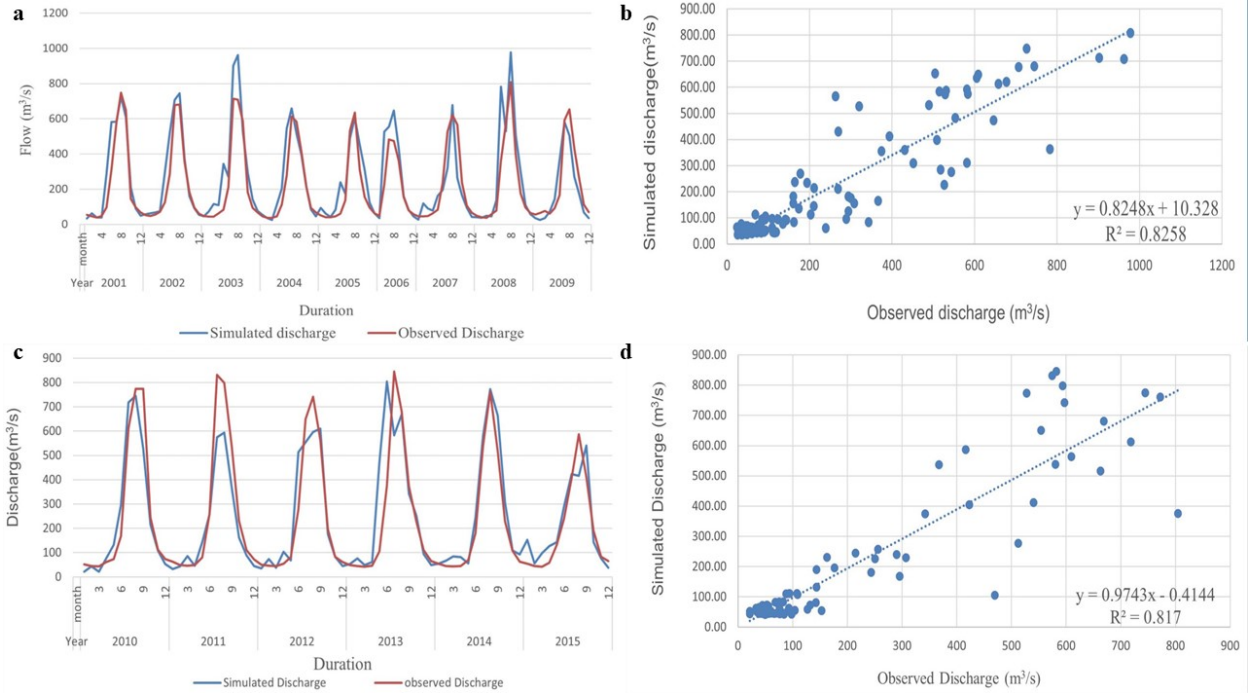 a
Flow (m³/s)
1200
1000
800
600
400
200
0
month 4 8 12 4 8 12 4 8 12 4 8 12 4 8 12 4 8 12 4 8 12 4 8 12 4 8 12
Year 2001 2002 2003 2004 2005 2006 2007 2008 2009
Duration
Simulated discharge Observed Discharge
b
Simulated discharge(m³/s)
900.00
800.00
700.00
600.00
500.00
400.00
300.00
200.00
100.00
0.00
y = 0.8248x + 10.328
R² = 0.8258
0 200 400 600 800 1000 1200
Observed discharge (m³/s)
c
Discharge(m³/s)
900
800
700
600
500
400
300
200
100
0
month 3 6 9 12 3 6 9 12 3 6 9 12 3 6 9 12 3 6 9 12 3 6 9 12
Year 2010 2011 2012 2013 2014 2015
Duration
Simulated Discharge observed Discharge
d
Simulated Discharge (m³/s)
900.00
800.00
700.00
600.00
500.00
400.00
300.00
200.00
100.00
0.00
y = 0.9743x - 0.4144
R² = 0.817
0 100 200 300 400 500 600 700 800 900
Observed Discharge (m³/s)